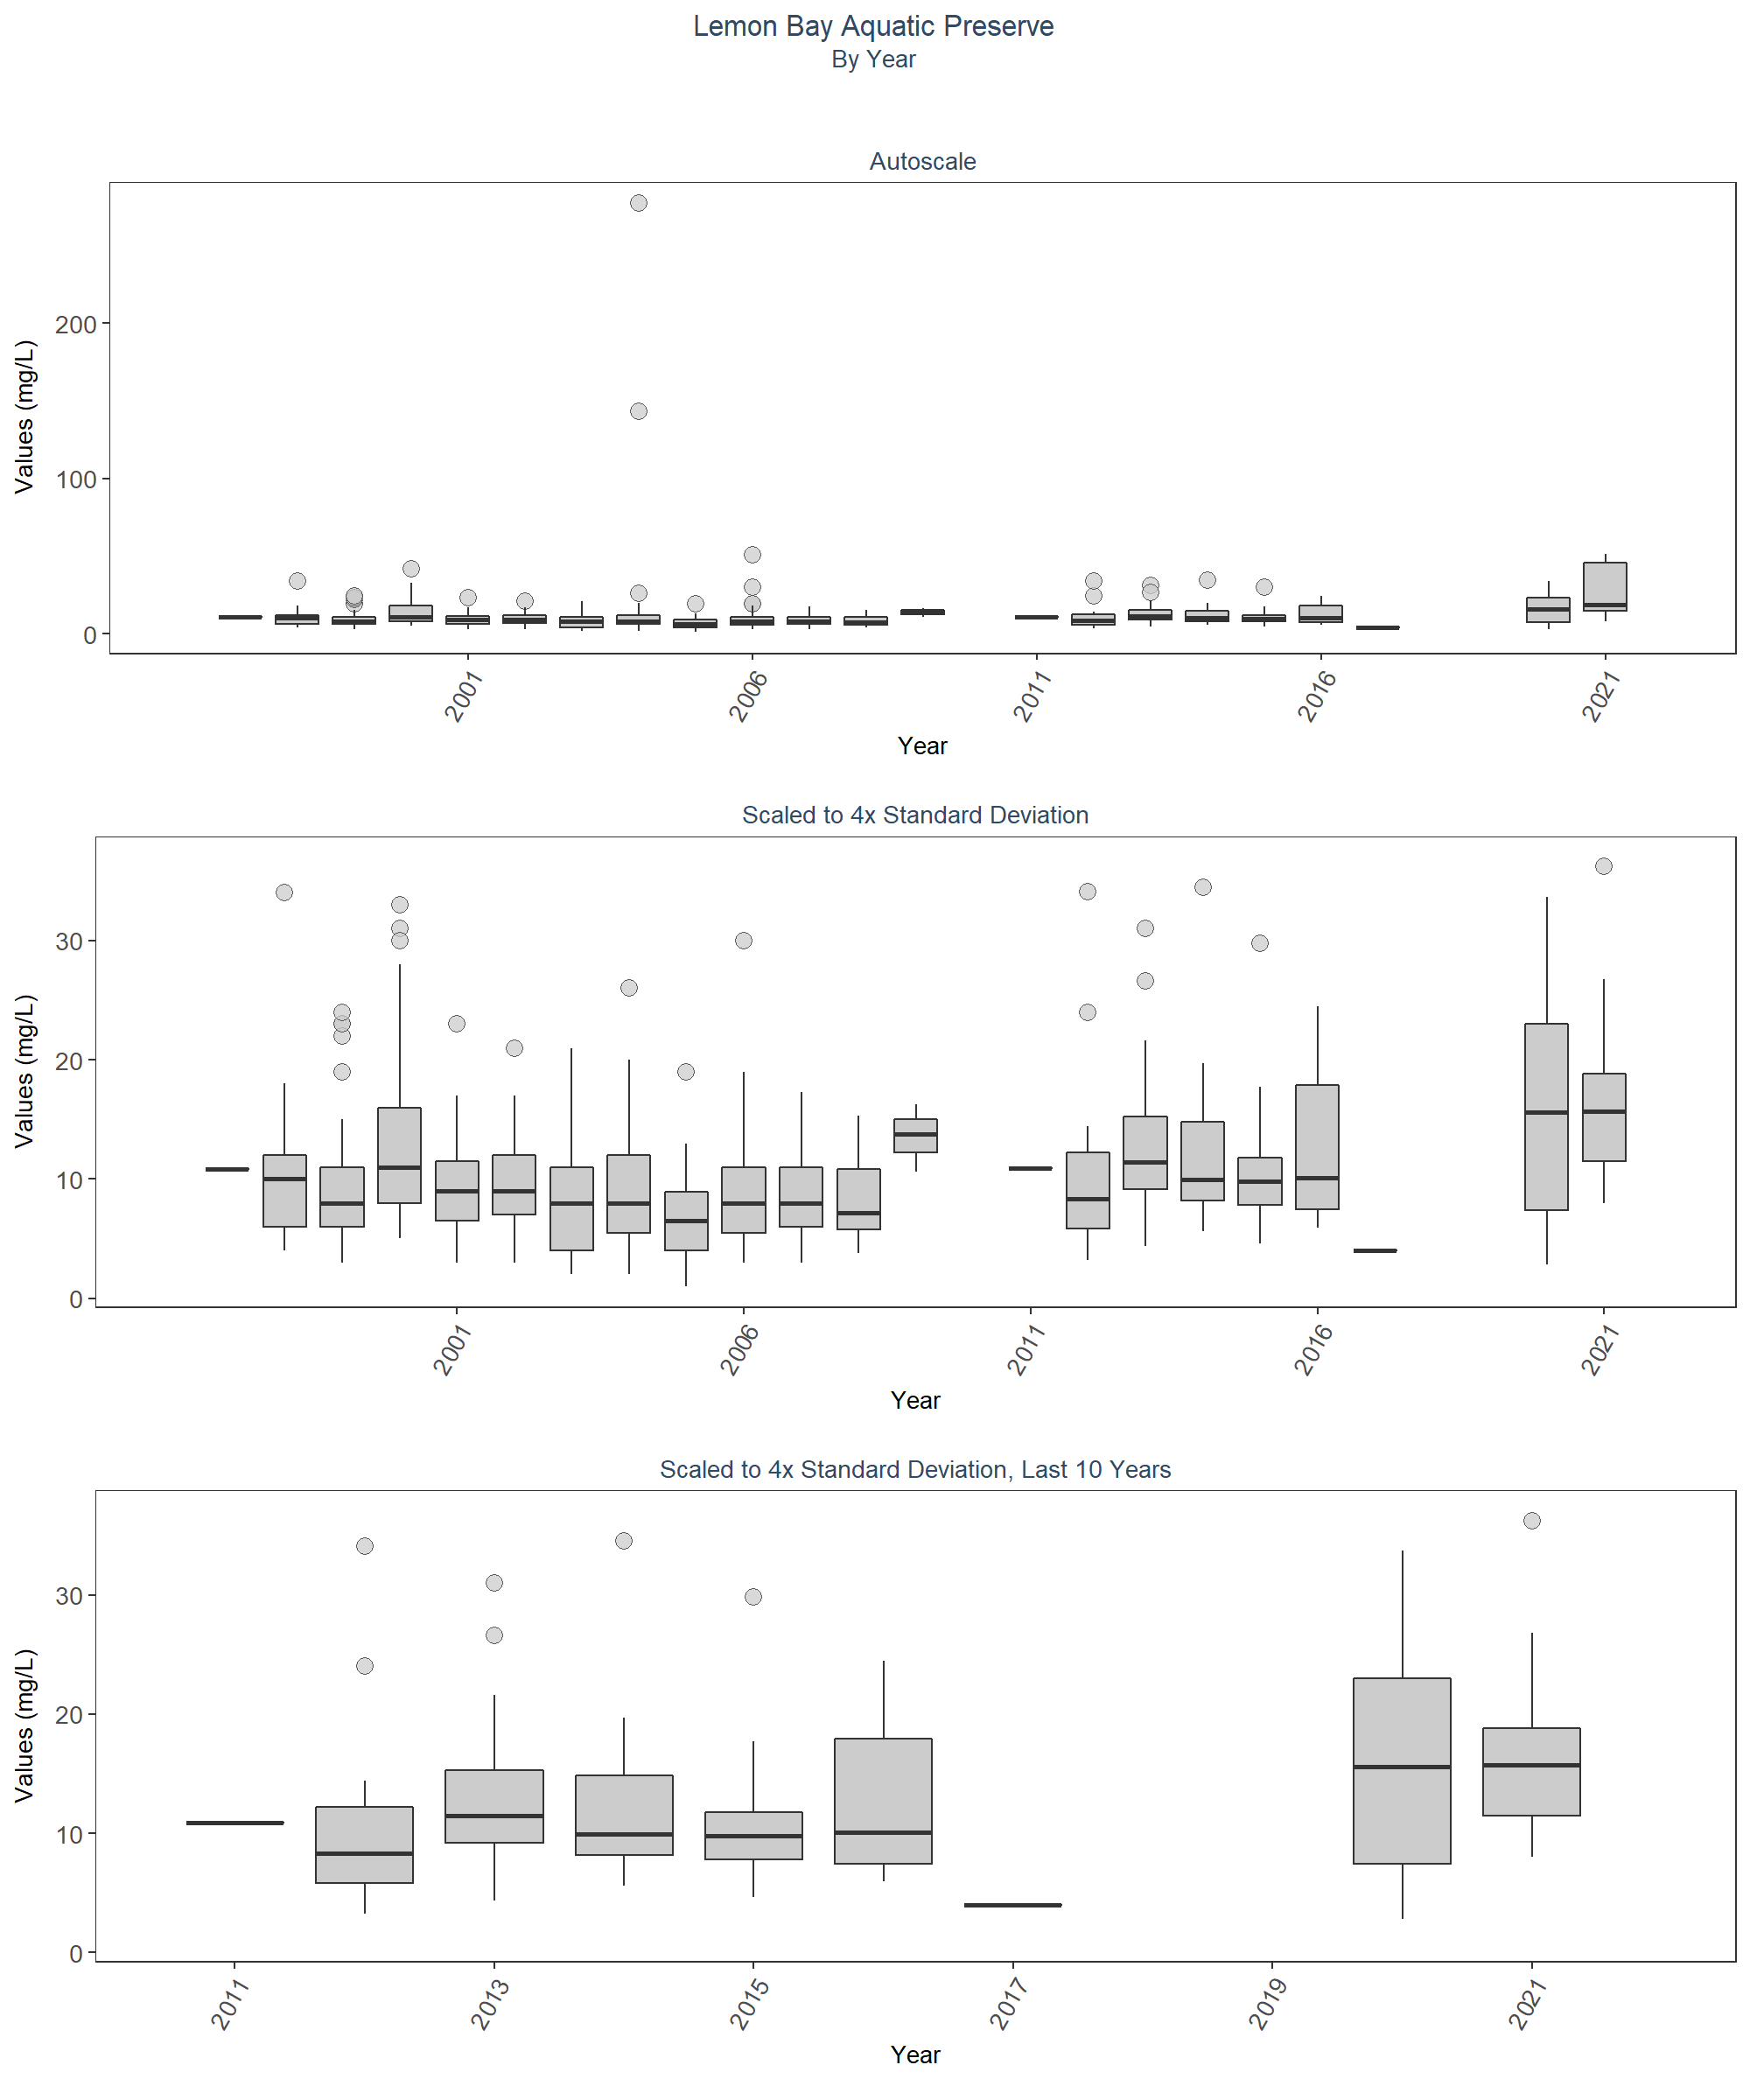 Lemon Bay Aquatic Preserve
By Year
Autoscale
Values (mg/L)
200
100
0
2001
2006
2011
2016
2021
Year
Scaled to 4x Standard Deviation
Values (mg/L)
30
20
10
0
2001
2006
2011
2016
2021
Year
Scaled to 4x Standard Deviation, Last 10 Years
Values (mg/L)
30
20
10
0
2011
2013
2015
2017
2019
2021
Year